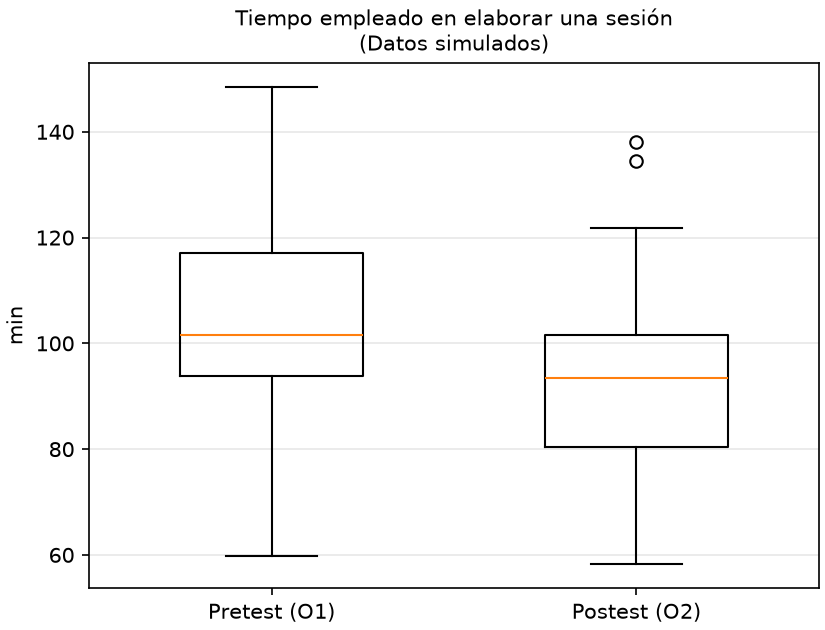 Tiempo empleado en elaborar una sesión
(Datos simulados)
140
120
100
80
60
min
Pretest (O1)
Postest (O2)